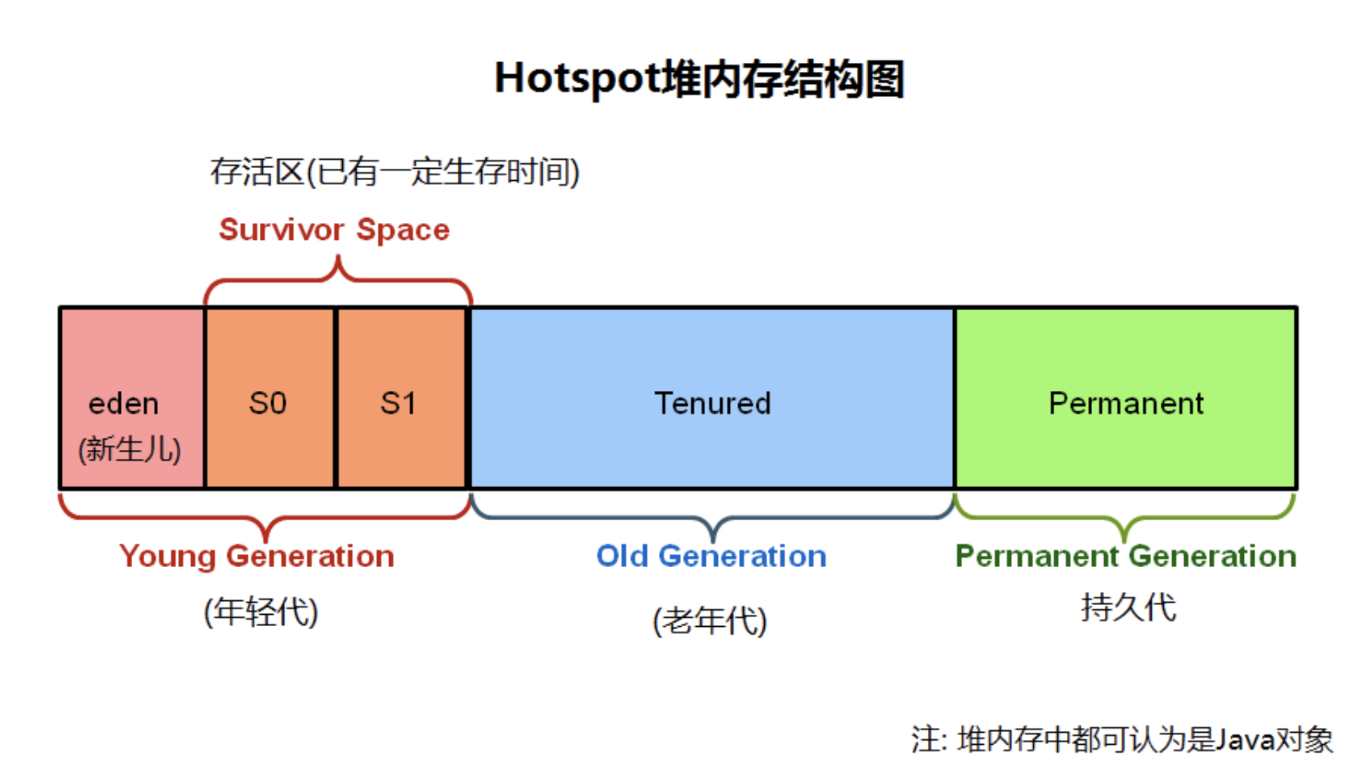 Hotspot堆内存结构图
存活区(已有一定生存时间)
Survivor Space
eden
(新生儿)
S0
S1
Tenured
Permanent
Young Generation
(年轻代)
Old Generation
(老年代)
Permanent Generation
持久代
注: 堆内存中都可认为是Java对象